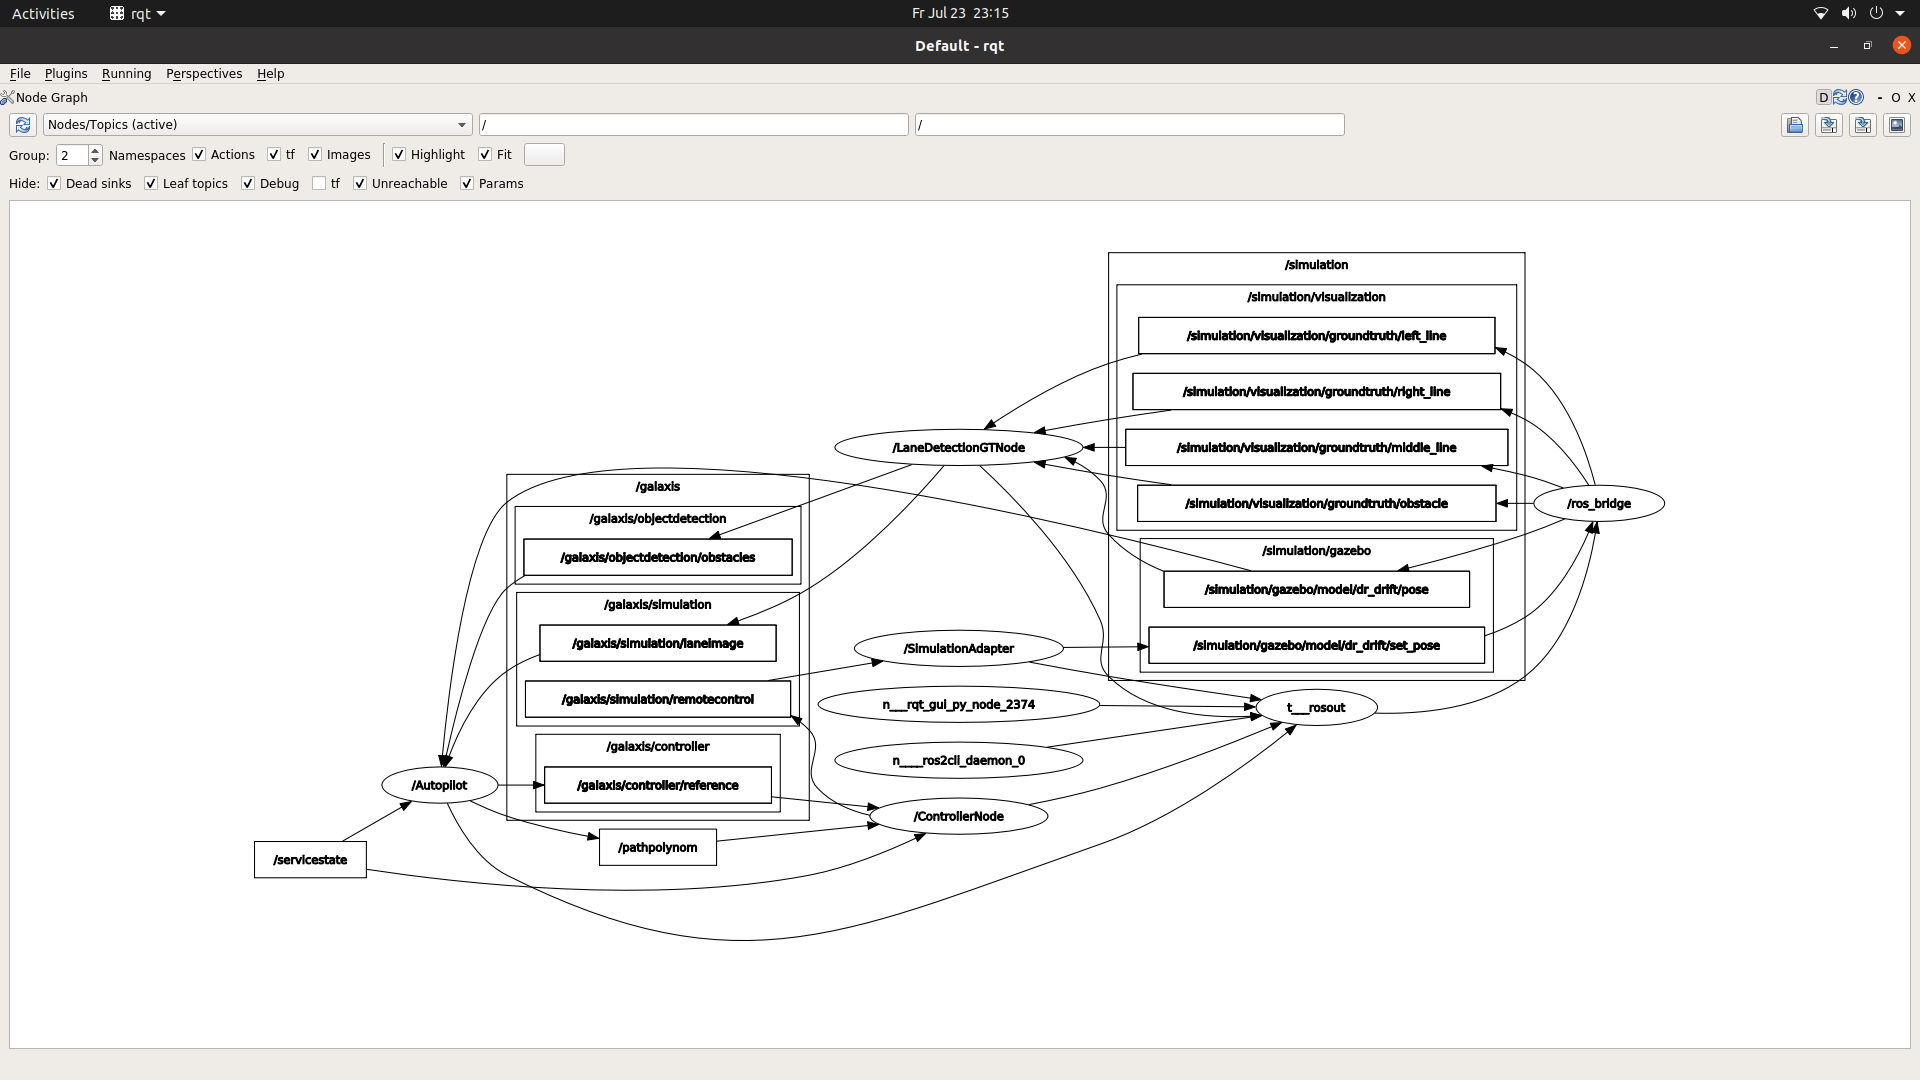 Activities rqt Fr Jul 23 23:15
Default - rqt
File Plugins Running Perspectives Help
Node Graph D - O X
Nodes/Topics (active) / /
Group: 2 Namespaces Actions tf Images Highlight Fit
Hide: Dead sinks Leaf topics Debug tf Unreachable Params
/simulation
/simulation/visualization
/simulation/visualization/groundtruth/left_line
/simulation/visualization/groundtruth/right_line
/simulation/visualization/groundtruth/middle_line
/simulation/visualization/groundtruth/obstacle
/LaneDetectionGTNode
/ros_bridge
/galaxis
/galaxis/objectdetection
/galaxis/objectdetection/obstacles
/simulation/gazebo
/simulation/gazebo/model/dr_drift/pose
/simulation/gazebo/model/dr_drift/set_pose
/galaxis/simulation
/galaxis/simulation/laneimage
/galaxis/simulation/remotecontrol
/SimulationAdapter
n___rqt_gui_py_node_2374
t___rosout
n____ros2cli_daemon_0
/galaxis/controller
/galaxis/controller/reference
/Autopilot
/ControllerNode
/pathpolynom
/servicestate